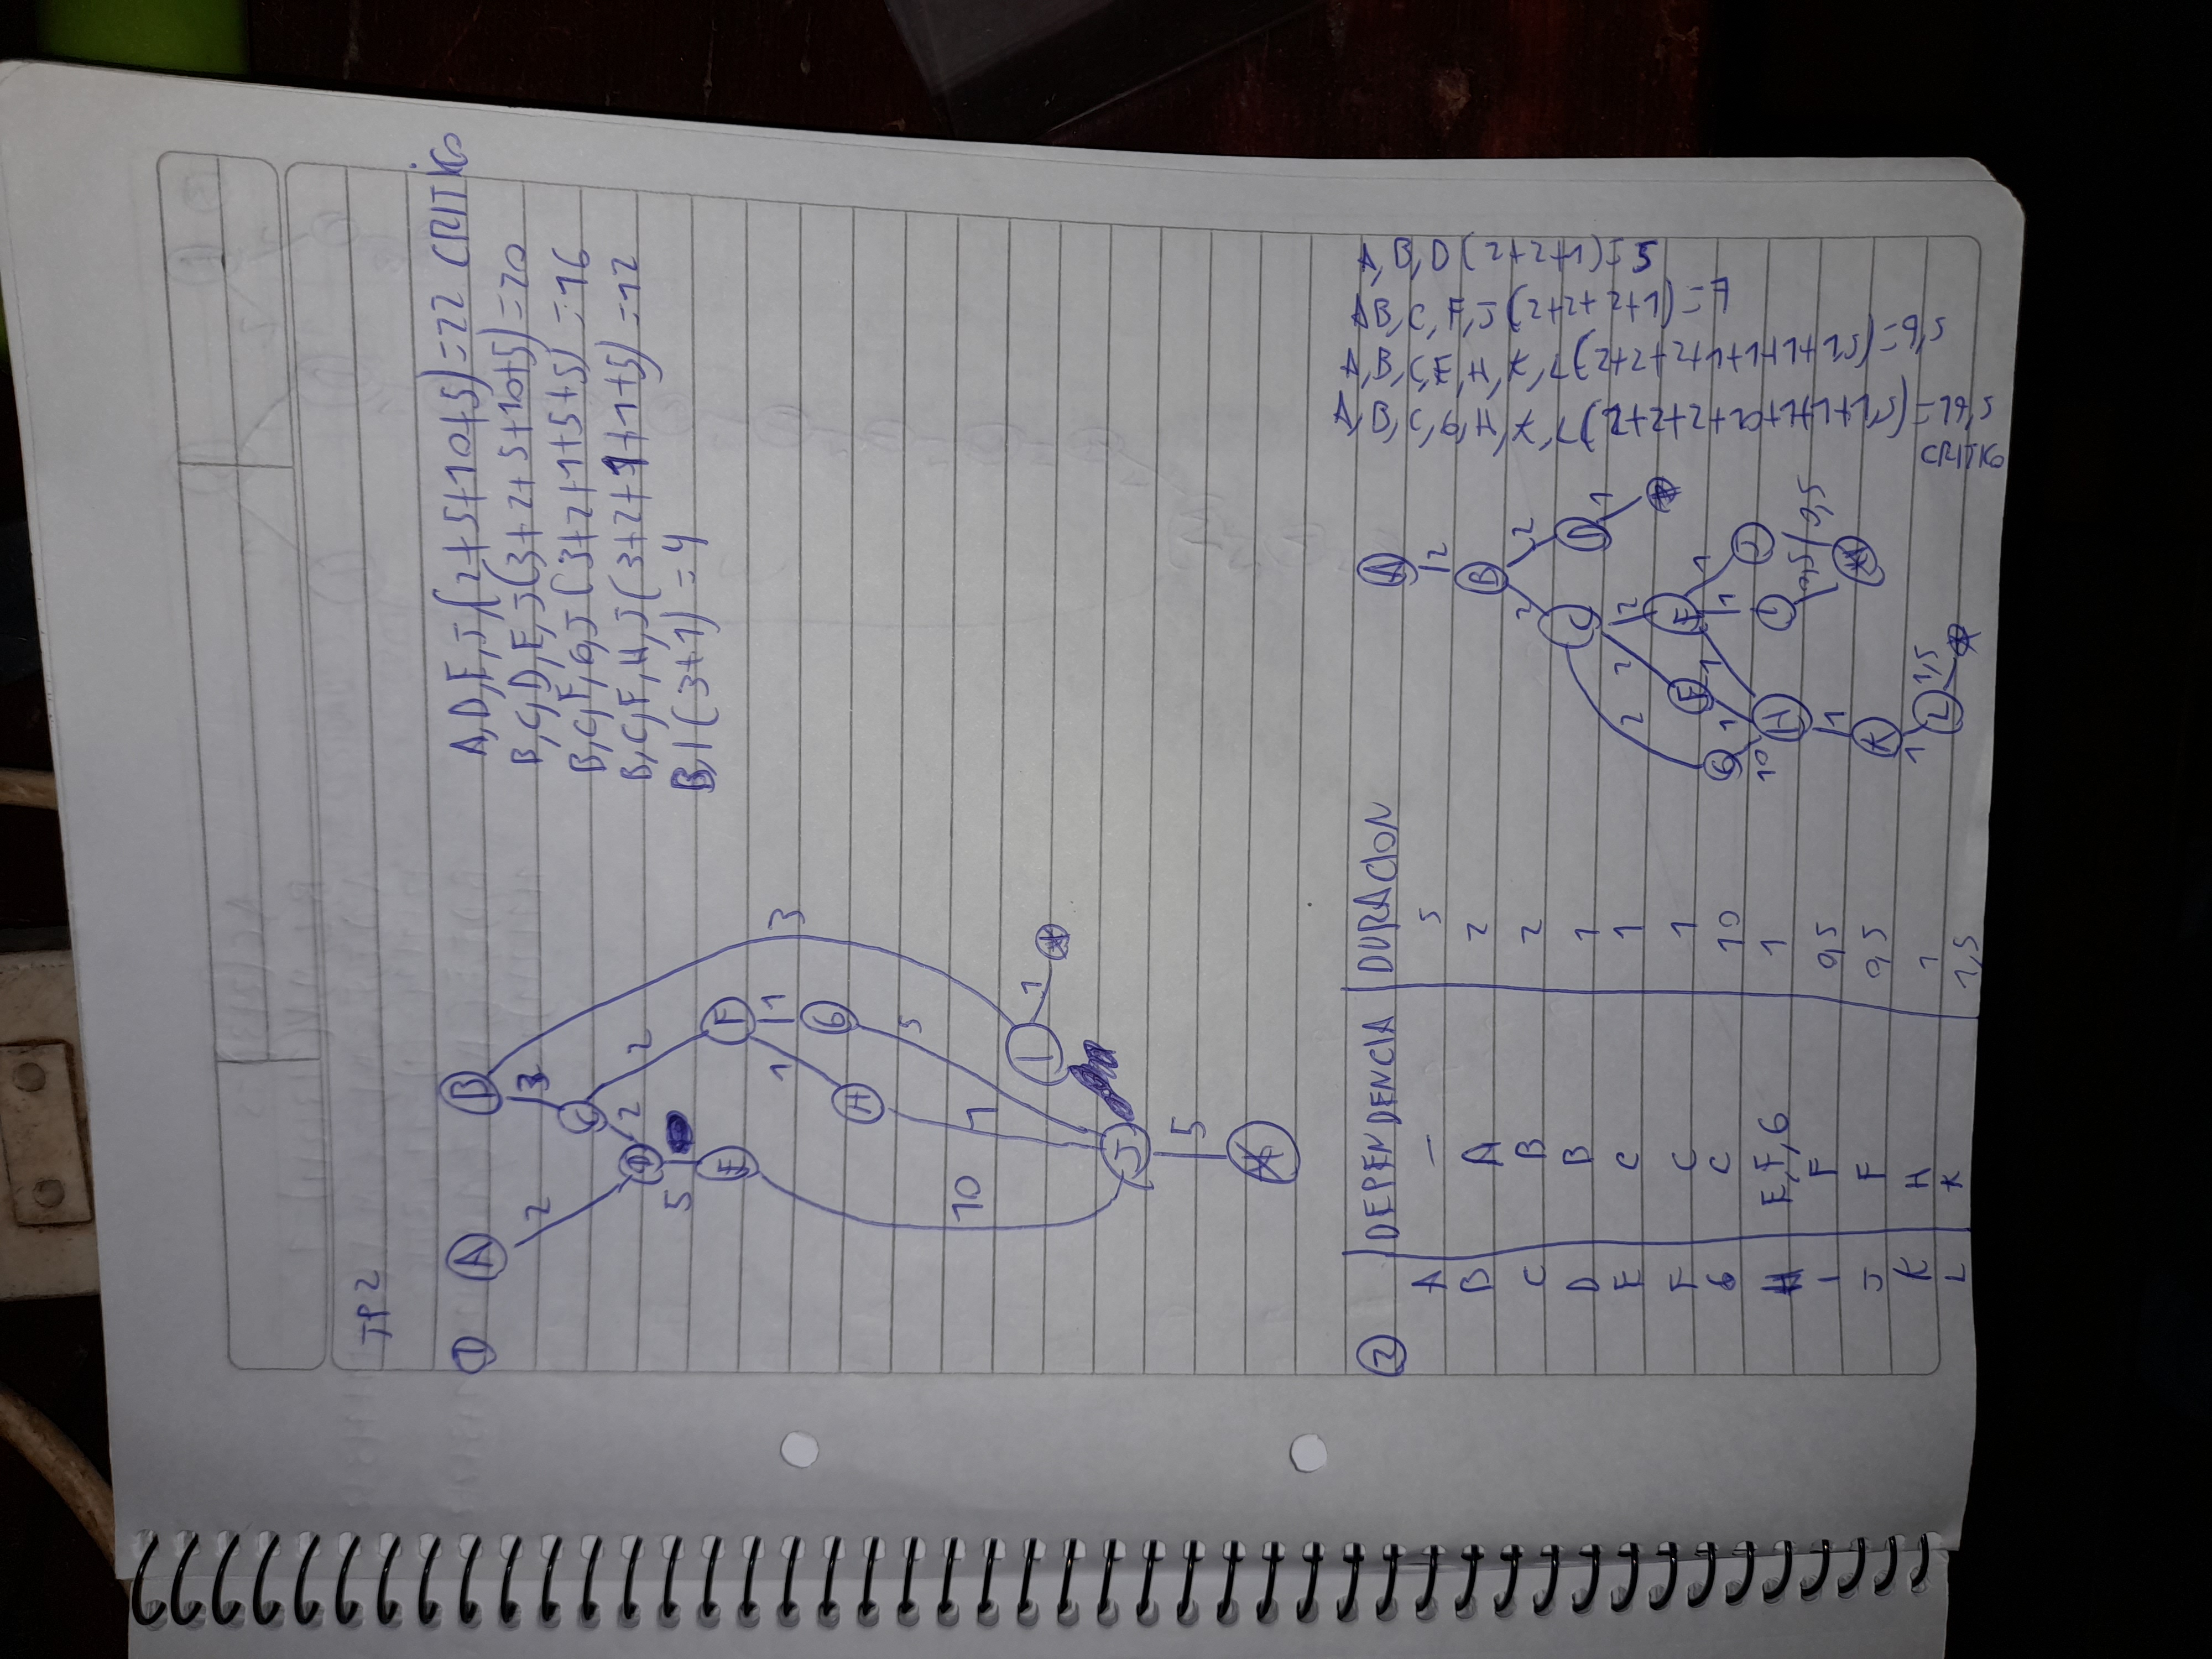 TP2
① A B
2 3
C
D 2 2
5
E F
1 1 3
H G
5
10 1
I 1 *
J
5
*
A, D, E, J, (2+5+10+5) = 22 CRITICO
B, C, D, E, J (3+2+5+10+5) = 20
B, C, F, G, J (3+2+1+5+5) = 16
B, C, F, H, J (3+2+1+1+5) = 12
B, I (3+1) = 4
② DEPENDENCIA DURACION
A — 5
B A 2
C B 2
D B 1
E C 1
F C 1
G C 10
H E, F, G 1
I F 0,5
J F 0,5
K H 1
L K 1,5
A
2
B
2 2
C D
2 2 2 1
E F *
G 1 1 1 1
10 H I J
0,5 0,5
1 *
K
1 L 1,5 *
A, B, D (2+2+1) = 5
A, B, C, F, J (2+2+2+1) = 7
A, B, C, E, H, K, L (2+2+2+1+1+1+1,5) = 9,5
A, B, C, G, H, K, L (2+2+2+10+1+1+1,5) = 19,5
CRITICO